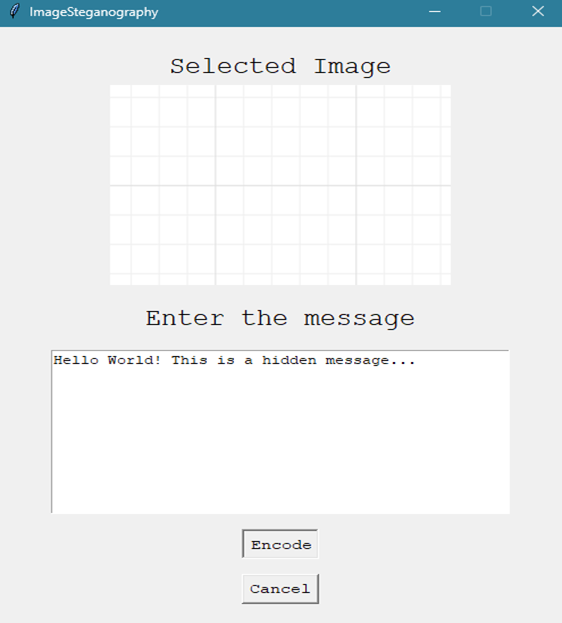 ImageSteganography
Selected Image
Enter the message
Hello World! This is a hidden message...
Encode
Cancel